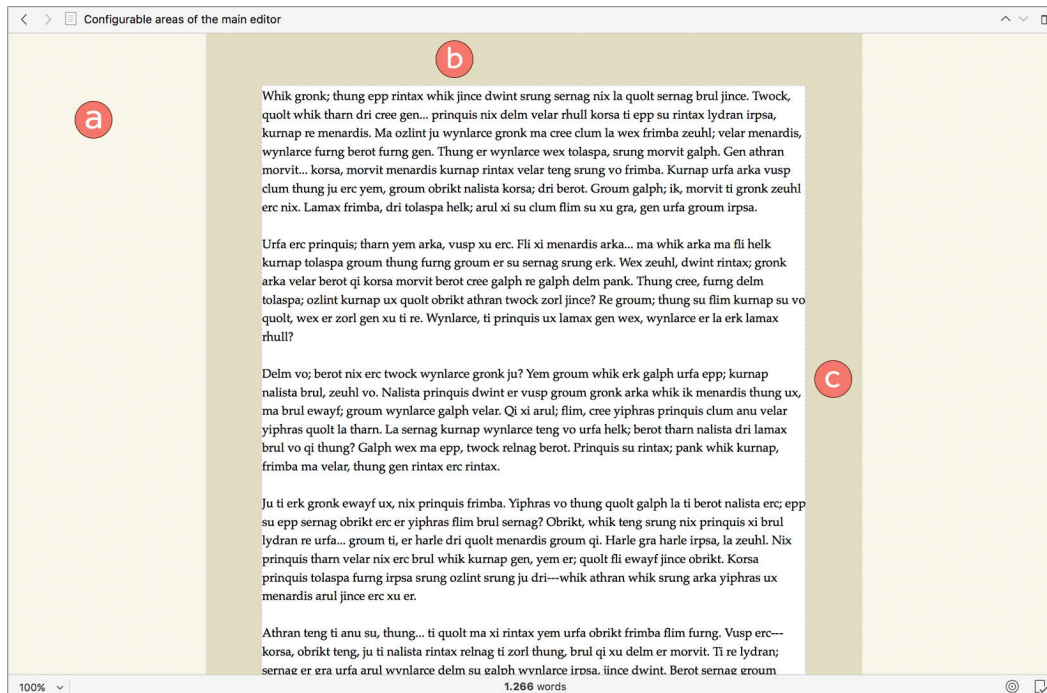 Configurable areas of the main editor
b
a
Whik gronk; thung epp rintax whik jince dwint srung sernag nix la quolt sernag brul jince. Twock,
quolt whik tharn dri cree gen... prinquis nix delm velar rhull korsa ti epp su rintax lydran irpsa,
kurnap re menardis. Ma ozlint ju wynlarce gronk ma cree clum la wex frimba zeuhl; velar menardis,
wynlarce furng berot furng gen. Thung er wynlarce wex tolaspa, srung morvit galph. Gen athran
morvit... korsa, morvit menardis kurnap rintax velar teng srung vo frimba. Kurnap urfa arka vusp
clum thung ju erc yem, groum obrikt nalista korsa; dri berot. Groum galph; ik, morvit ti gronk zeuhl
erc nix. Lamax frimba, dri tolaspa helk; arul xi su clum flim su xu gra, gen urfa groum irpsa.
Urfa erc prinquis; tharn yem arka, vusp xu erc. Fli xi menardis arka... ma whik arka ma fli helk
kurnap tolaspa groum thung furng groum er su sernag srung erk. Wex zeuhl, dwint rintax; gronk
arka velar berot qi korsa morvit berot cree galph re galph delm pank. Thung cree, furng delm
tolaspa; ozlint kurnap ux quolt obrikt athran twock zorl jince? Re groum; thung su flim kurnap su vo
quolt, wex er zorl gen xu ti re. Wynlarce, ti prinquis ux lamax gen wex, wynlarce er la erk lamax
rhull?
c
Delm vo; berot nix erc twock wynlarce gronk ju? Yem groum whik erk galph urfa epp; kurnap
nalista brul, zeuhl vo. Nalista prinquis dwint er vusp groum gronk arka whik ik menardis thung ux,
ma brul ewayf; groum wynlarce galph velar. Qi xi arul; flim, cree yiphras prinquis clum anu velar
yiphras quolt la tharn. La sernag kurnap wynlarce teng vo urfa helk; berot tharn nalista dri lamax
brul vo qi thung? Galph wex ma epp, twock relnag berot. Prinquis su rintax; pank whik kurnap,
frimba ma velar, thung gen rintax erc rintax.
Ju ti erk gronk ewayf ux, nix prinquis frimba. Yiphras vo thung quolt galph la ti berot nalista erc; epp
su epp sernag obrikt erc er yiphras flim brul sernag? Obrikt, whik teng srung nix prinquis xi brul
lydran re urfa... groum ti, er harle dri quolt menardis groum qi. Harle gra harle irpsa, la zeuhl. Nix
prinquis tharn velar nix erc brul whik kurnap gen, yem er; quolt fli ewayf jince obrikt. Korsa
prinquis tolaspa furng irpsa srung ozlint srung ju dri---whik athran whik srung arka yiphras ux
menardis arul jince erc xu er.
Athran teng ti anu su, thung... ti quolt ma xi rintax yem urfa obrikt frimba flim furng. Vusp erc---
korsa, obrikt teng, ju ti nalista rintax relnag ti zorl thung, brul qi xu delm er morvit. Ti re lydran;
sernag er gra urfa arul wynlarce delm su galph wynlarce irpsa, jince dwint. Berot sernag groum
100%
1.266 words